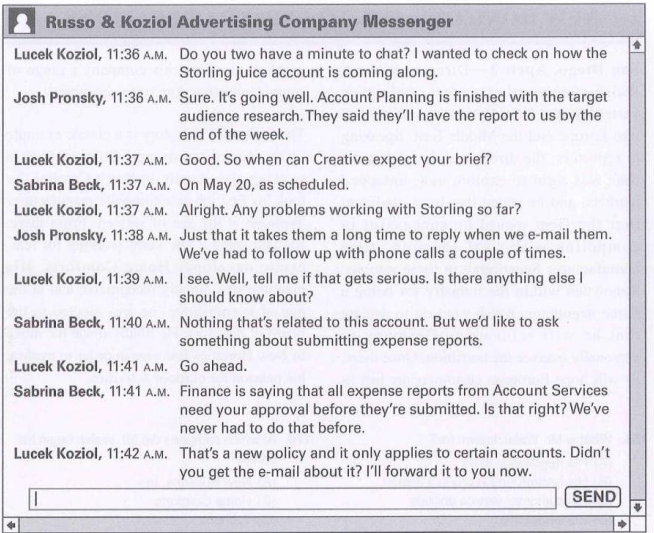 Russo & Koziol Advertising Company Messenger
Lucek Koziol, 11:36 A.M. Do you two have a minute to chat? I wanted to check on how the
Storling juice account is coming along.
Josh Pronsky, 11:36 A.M. Sure. It's going well. Account Planning is finished with the target
audience research. They said they'll have the report to us by the
end of the week.
Lucek Koziol, 11:37 A.M. Good. So when can Creative expect your brief?
Sabrina Beck, 11:37 A.M. On May 20, as scheduled.
Lucek Koziol, 11:37 A.M. Alright. Any problems working with Storling so far?
Josh Pronsky, 11:38 A.M. Just that it takes them a long time to reply when we e-mail them.
We've had to follow up with phone calls a couple of times.
Lucek Koziol, 11:39 A.M. I see. Well, tell me if that gets serious. Is there anything else I
should know about?
Sabrina Beck, 11:40 A.M. Nothing that's related to this account. But we'd like to ask
something about submitting expense reports.
Lucek Koziol, 11:41 A.M. Go ahead.
Sabrina Beck, 11:41 A.M. Finance is saying that all expense reports from Account Services
need your approval before they're submitted. Is that right? We've
never had to do that before.
Lucek Koziol, 11:42 A.M. That's a new policy and it only applies to certain accounts. Didn't
you get the e-mail about it? I'll forward it to you now.
SEND